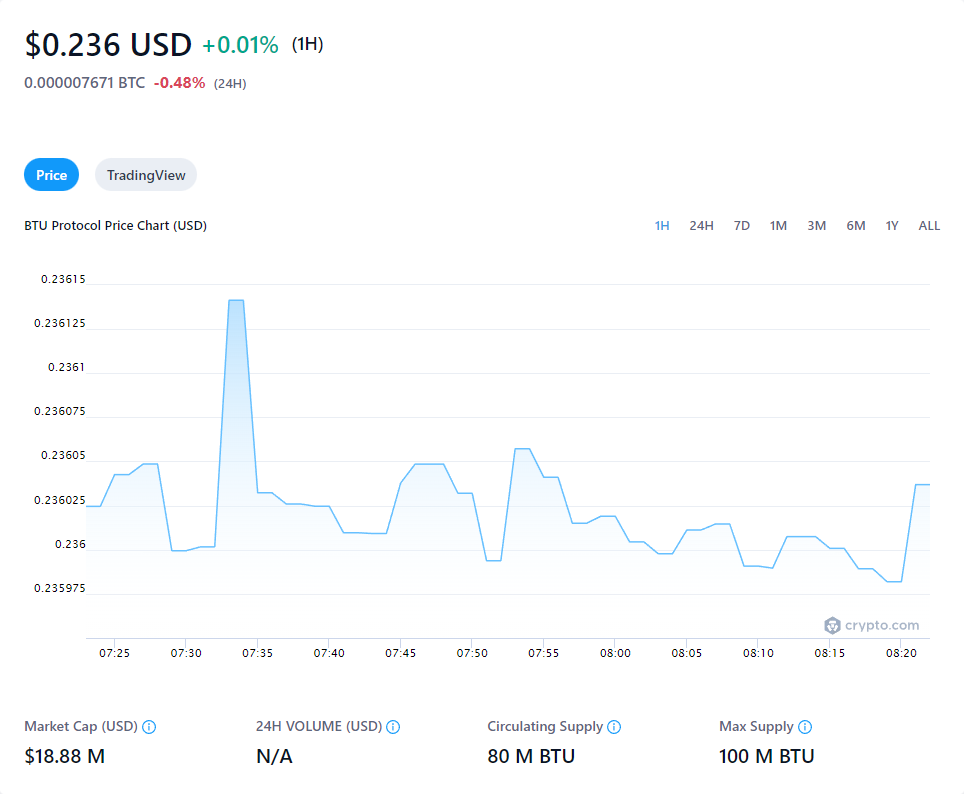 $0.236 USD +0.01% (1H)
0.000007671 BTC -0.48% (24H)
Price TradingView
BTU Protocol Price Chart (USD)
1H 24H 7D 1M 3M 6M 1Y ALL
0.23615
0.236125
0.2361
0.236075
0.23605
0.236025
0.236
0.235975
crypto.com
07:25 07:30 07:35 07:40 07:45 07:50 07:55 08:00 08:05 08:10 08:15 08:20
Market Cap (USD) 24H VOLUME (USD) Circulating Supply Max Supply
$18.88 M N/A 80 M BTU 100 M BTU